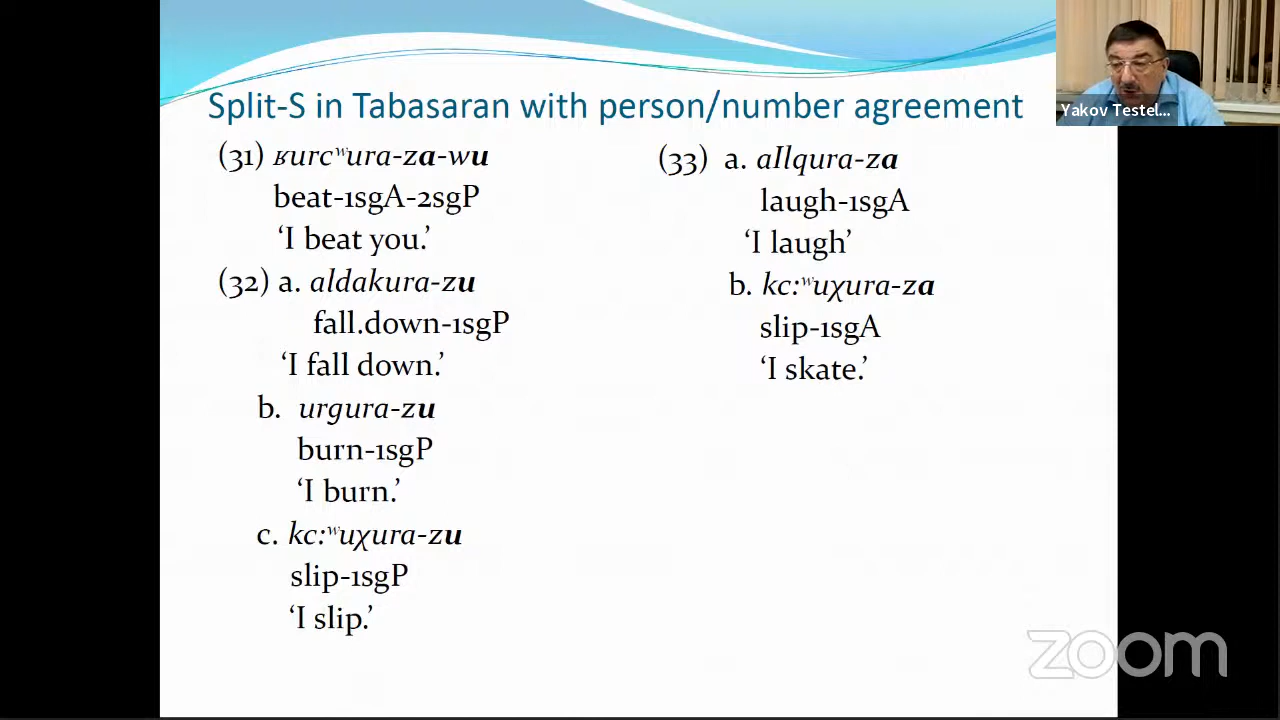 Split-S in Tabasaran with person/number agreement
Yakov Testel...
(31) ʁurcʷura-za-wu
beat-1sgA-2sgP
‘I beat you.’
(32) a. aldakura-zu
fall.down-1sgP
‘I fall down.’
b. urgura-zu
burn-1sgP
‘I burn.’
c. kc:ʷuχura-zu
slip-1sgP
‘I slip.’
(33) a. aIlqura-za
laugh-1sgA
‘I laugh’
b. kc:ʷuχura-za
slip-1sgA
‘I skate.’
zoom